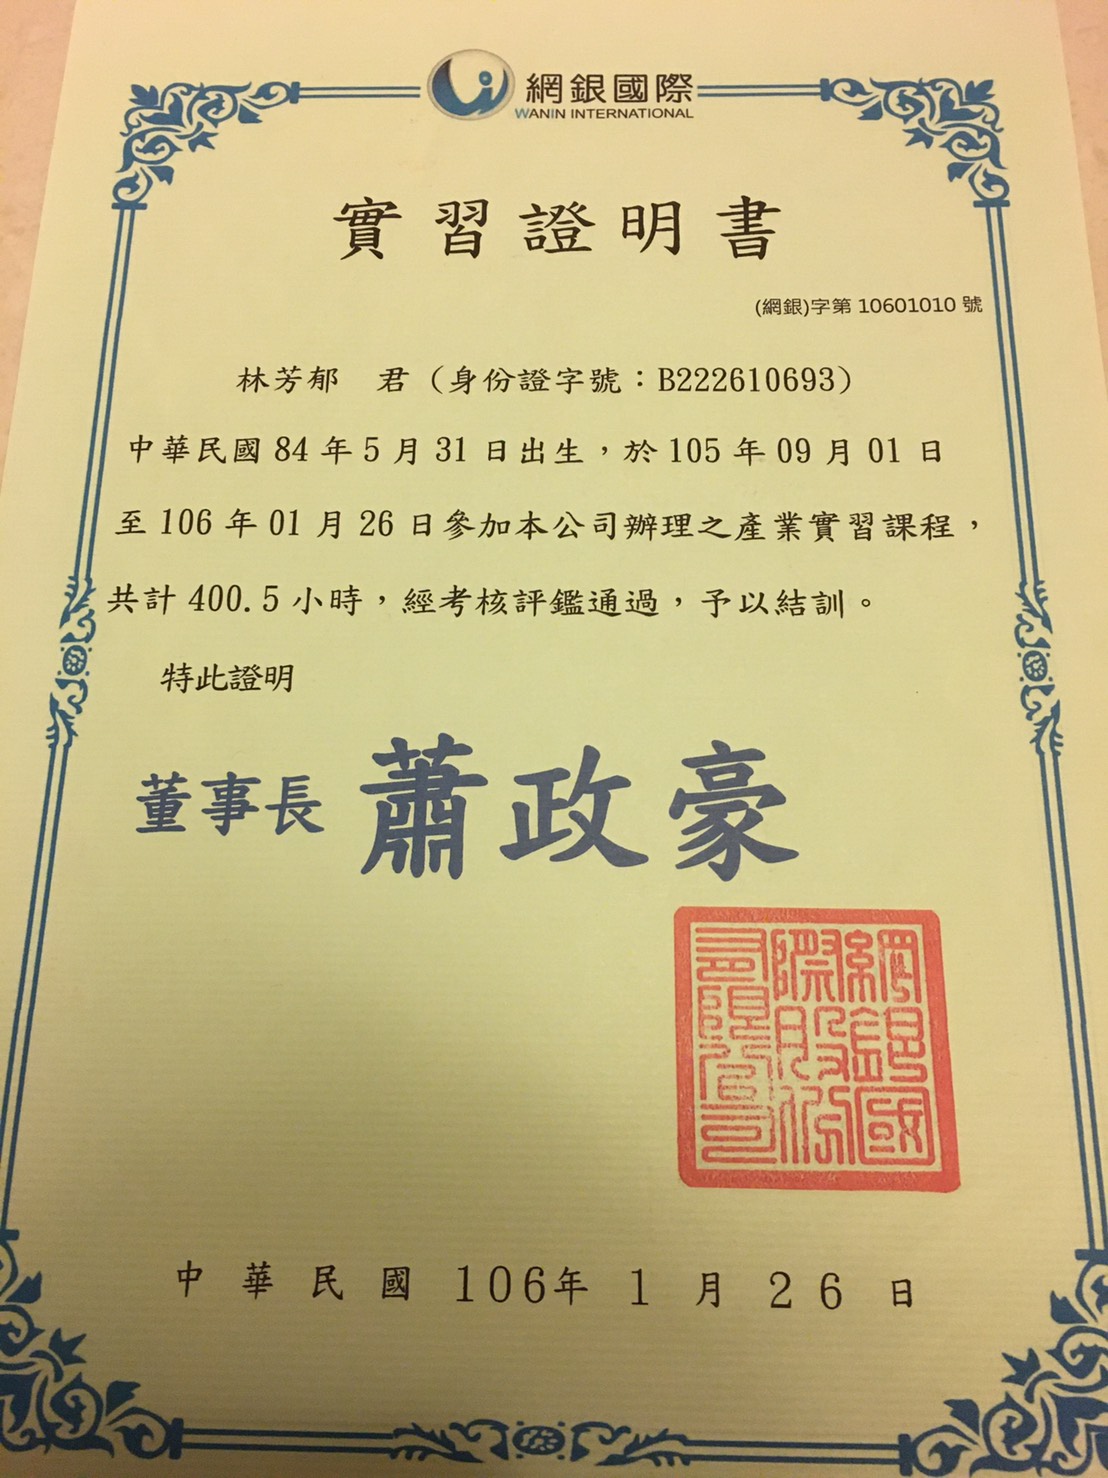 網銀國際
WANIN INTERNATIONAL
實習證明書
(網銀)字第 10601010 號
林芳郁　君（身份證字號：B222610693）
中華民國 84 年 5 月 31 日出生，於 105 年 09 月 01 日
至 106 年 01 月 26 日參加本公司辦理之產業實習課程，
共計 400.5 小時，經考核評鑑通過，予以結訓。
特此證明
董事長 蕭政豪
網銀國
際股份
有限公司
中華民國 106年 1 月 26 日